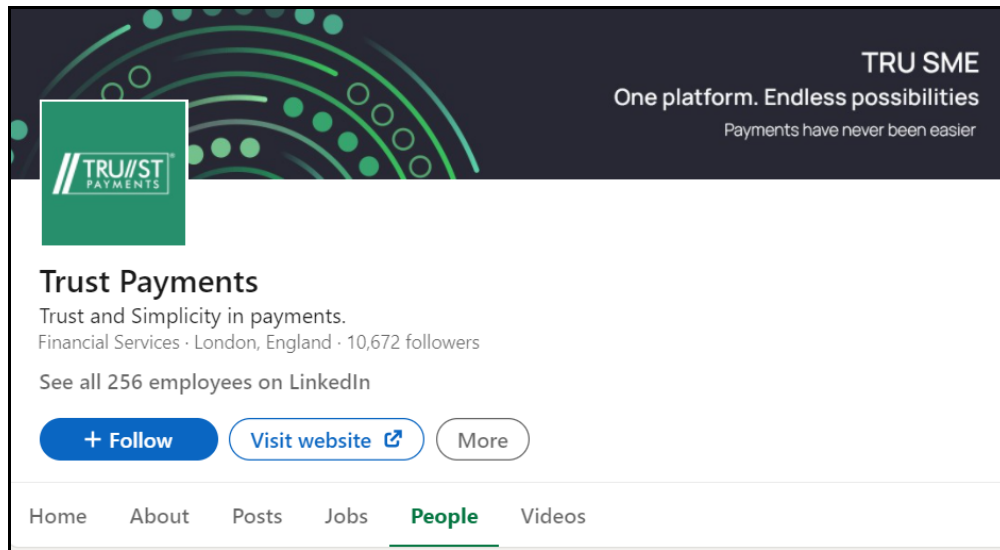 TRU SME
One platform. Endless possibilities
Payments have never been easier
TRU//ST
PAYMENTS
Trust Payments
Trust and Simplicity in payments.
Financial Services · London, England · 10,672 followers
See all 256 employees on LinkedIn
+ Follow Visit website More
Home About Posts Jobs People Videos